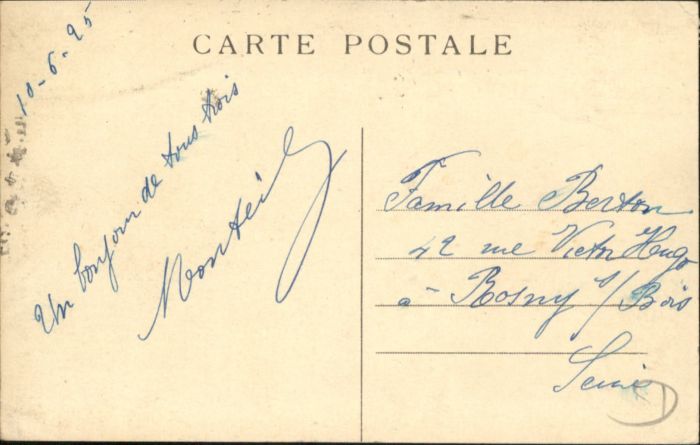 CARTE POSTALE
10-6-25
Un bonjour de tous trois
Monteil
Famille Berton
42 rue Victor Hugo
à Rosny s/ Bois
Seine